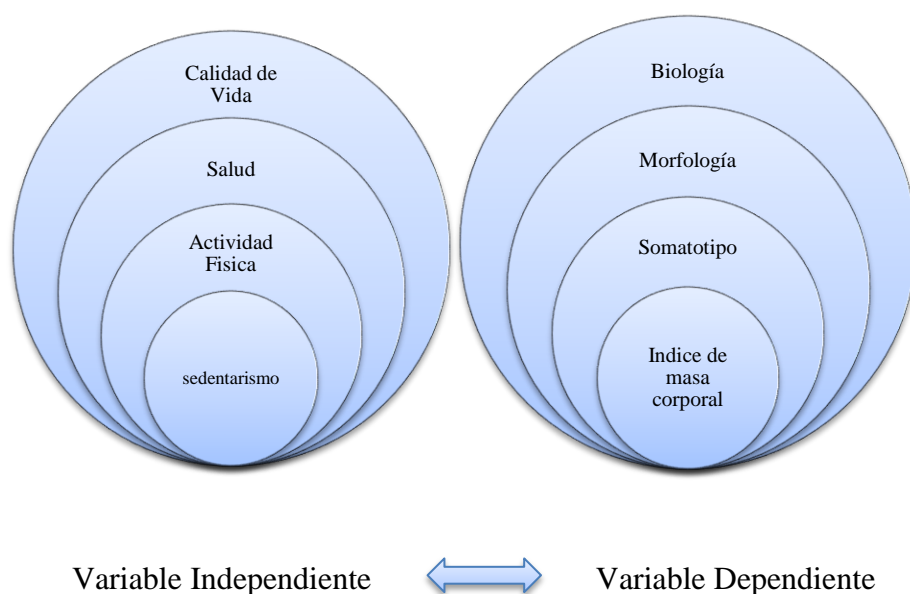 Calidad de
Vida
Salud
Actividad
Fisica
sedentarismo
Biología
Morfología
Somatotipo
Indice de
masa
corporal
Variable Independiente
Variable Dependiente